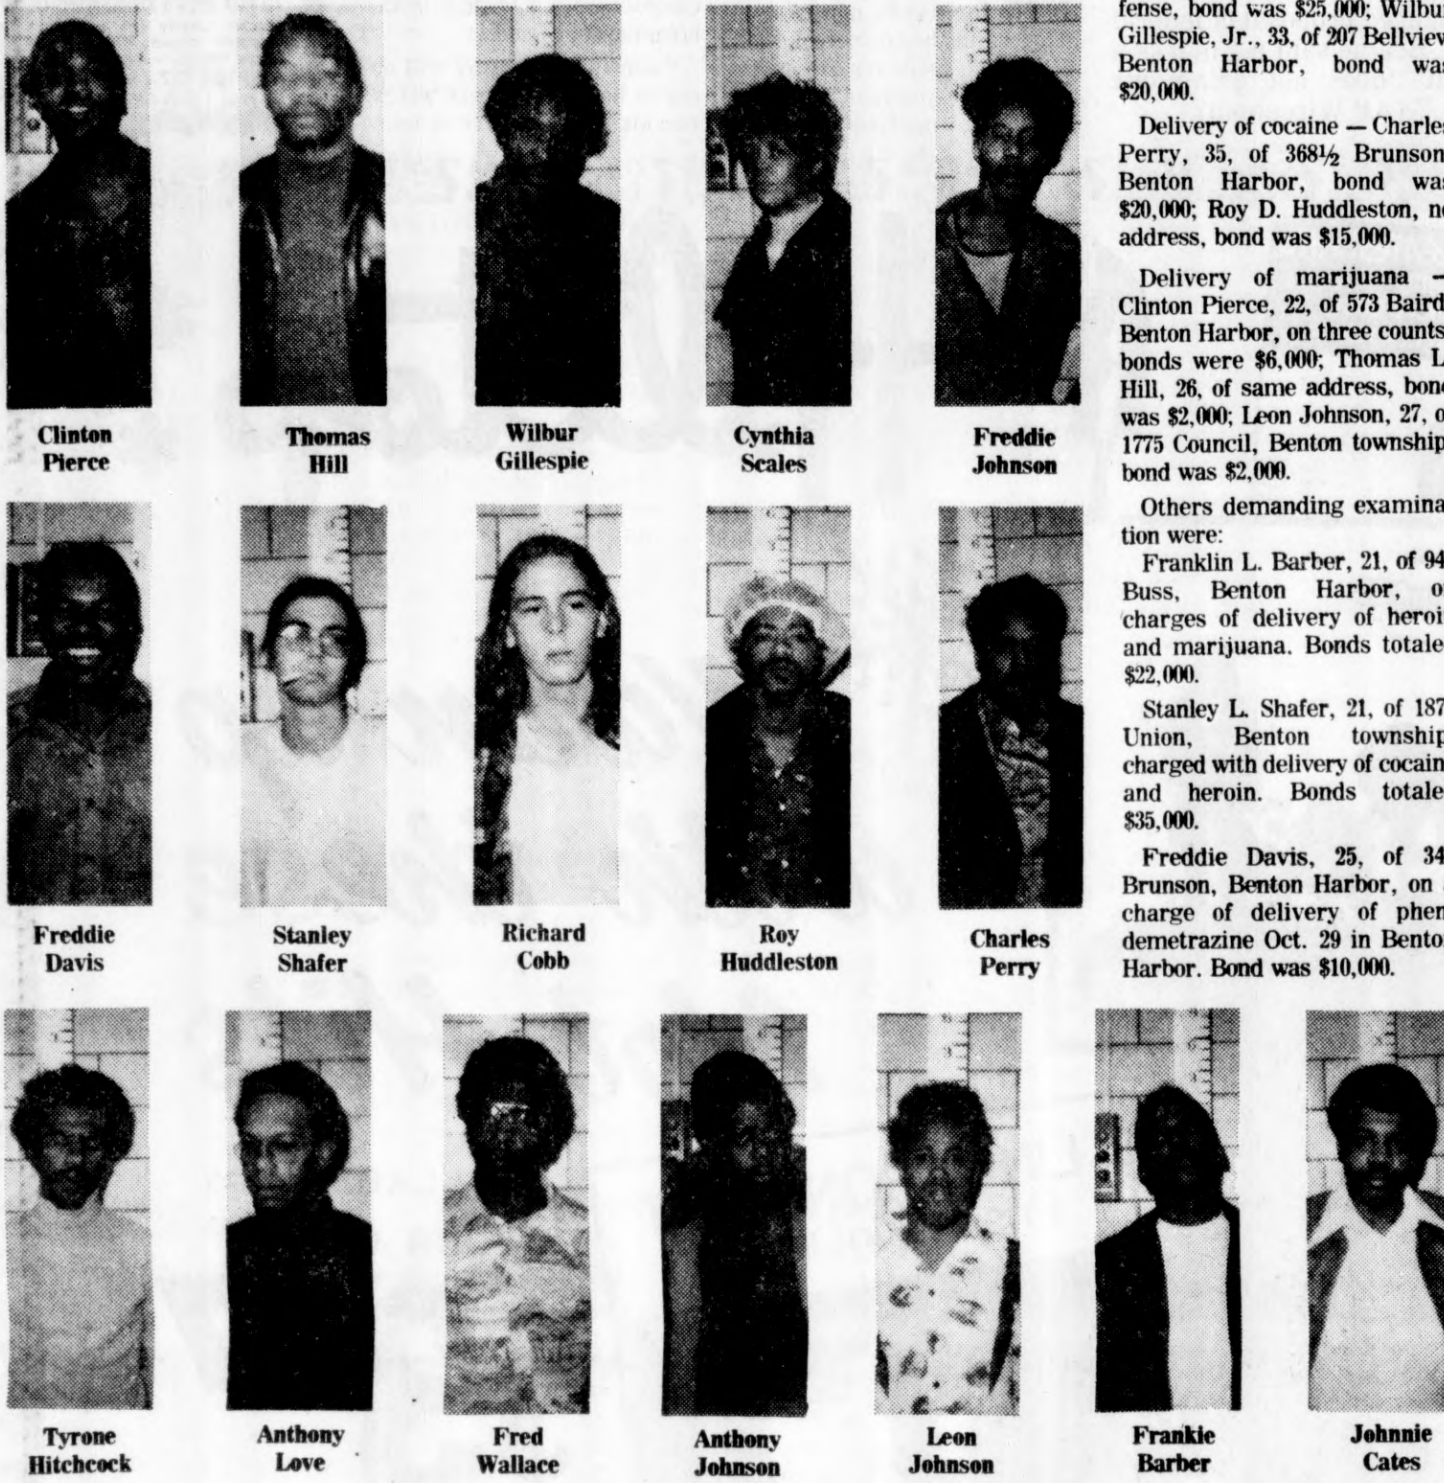 Clinton
Pierce
Thomas
Hill
Wilbur
Gillespie
Cynthia
Scales
Freddie
Johnson
Freddie
Davis
Stanley
Shafer
Richard
Cobb
Roy
Huddleston
Charles
Perry
Tyrone
Hitchcock
Anthony
Love
Fred
Wallace
Anthony
Johnson
Leon
Johnson
Frankie
Barber
Johnnie
Cates
fense, bond was $25,000; Wilbur
Gillespie, Jr., 33, of 207 Bellview
Benton Harbor, bond was
$20,000.
Delivery of cocaine — Charles
Perry, 35, of 368½ Brunson
Benton Harbor, bond was
$20,000; Roy D. Huddleston, no
address, bond was $15,000.
Delivery of marijuana —
Clinton Pierce, 22, of 573 Baird
Benton Harbor, on three counts
bonds were $6,000; Thomas L
Hill, 26, of same address, bond
was $2,000; Leon Johnson, 27, o
1775 Council, Benton township
bond was $2,000.
Others demanding examina
tion were:
Franklin L. Barber, 21, of 94
Buss, Benton Harbor, o
charges of delivery of heroi
and marijuana. Bonds totale
$22,000.
Stanley L. Shafer, 21, of 187
Union, Benton township
charged with delivery of cocain
and heroin. Bonds totale
$35,000.
Freddie Davis, 25, of 34
Brunson, Benton Harbor, on
charge of delivery of phen
demetrazine Oct. 29 in Benton
Harbor. Bond was $10,000.